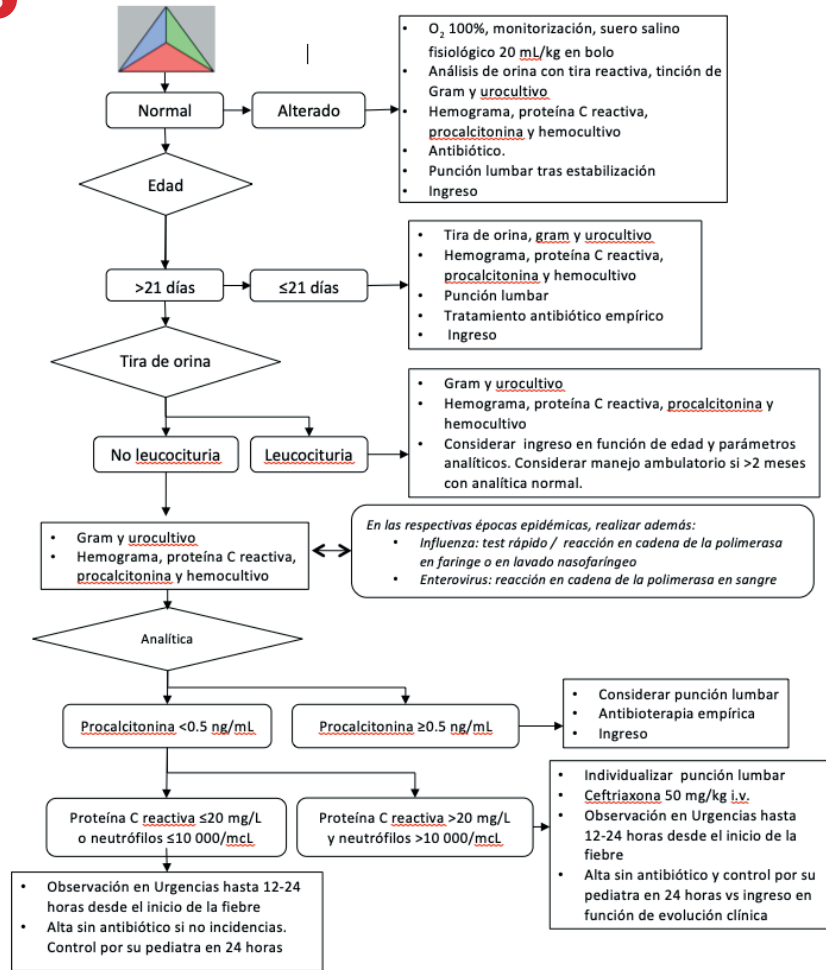 • O₂ 100%, monitorización, suero salino
fisiológico 20 mL/kg en bolo
• Análisis de orina con tira reactiva, tinción de
Gram y urocultivo
• Hemograma, proteína C reactiva,
procalcitonina y hemocultivo
• Antibiótico.
• Punción lumbar tras estabilización
• Ingreso
Normal
Alterado
Edad
>21 días
≤21 días
• Tira de orina, gram y urocultivo
• Hemograma, proteína C reactiva,
procalcitonina y hemocultivo
• Punción lumbar
• Tratamiento antibiótico empírico
• Ingreso
Tira de orina
No leucocituria
Leucocituria
• Gram y urocultivo
• Hemograma, proteína C reactiva, procalcitonina y
hemocultivo
• Considerar ingreso en función de edad y parámetros
analíticos. Considerar manejo ambulatorio si >2 meses
con analítica normal.
• Gram y urocultivo
• Hemograma, proteína C reactiva,
procalcitonina y hemocultivo
En las respectivas épocas epidémicas, realizar además:
• Influenza: test rápido / reacción en cadena de la polimerasa
en faringe o en lavado nasofaríngeo
• Enterovirus: reacción en cadena de la polimerasa en sangre
Analítica
Procalcitonina <0.5 ng/mL
Procalcitonina ≥0.5 ng/mL
• Considerar punción lumbar
• Antibioterapia empírica
• Ingreso
Proteína C reactiva ≤20 mg/L
o neutrófilos ≤10 000/mcL
Proteína C reactiva >20 mg/L
y neutrófilos >10 000/mcL
• Individualizar punción lumbar
• Ceftriaxona 50 mg/kg i.v.
• Observación en Urgencias hasta
12-24 horas desde el inicio de la
fiebre
• Alta sin antibiótico y control por su
pediatra en 24 horas vs ingreso en
función de evolución clínica
• Observación en Urgencias hasta 12-24
horas desde el inicio de la fiebre
• Alta sin antibiótico si no incidencias.
Control por su pediatra en 24 horas